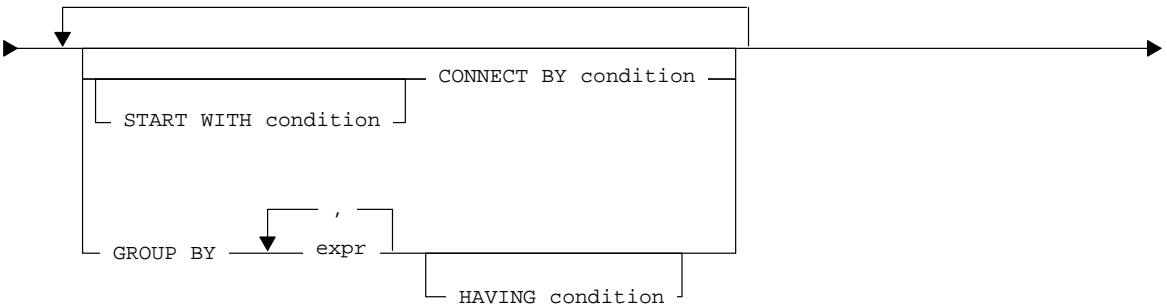 CONNECT BY condition
START WITH condition
,
GROUP BY expr
HAVING condition